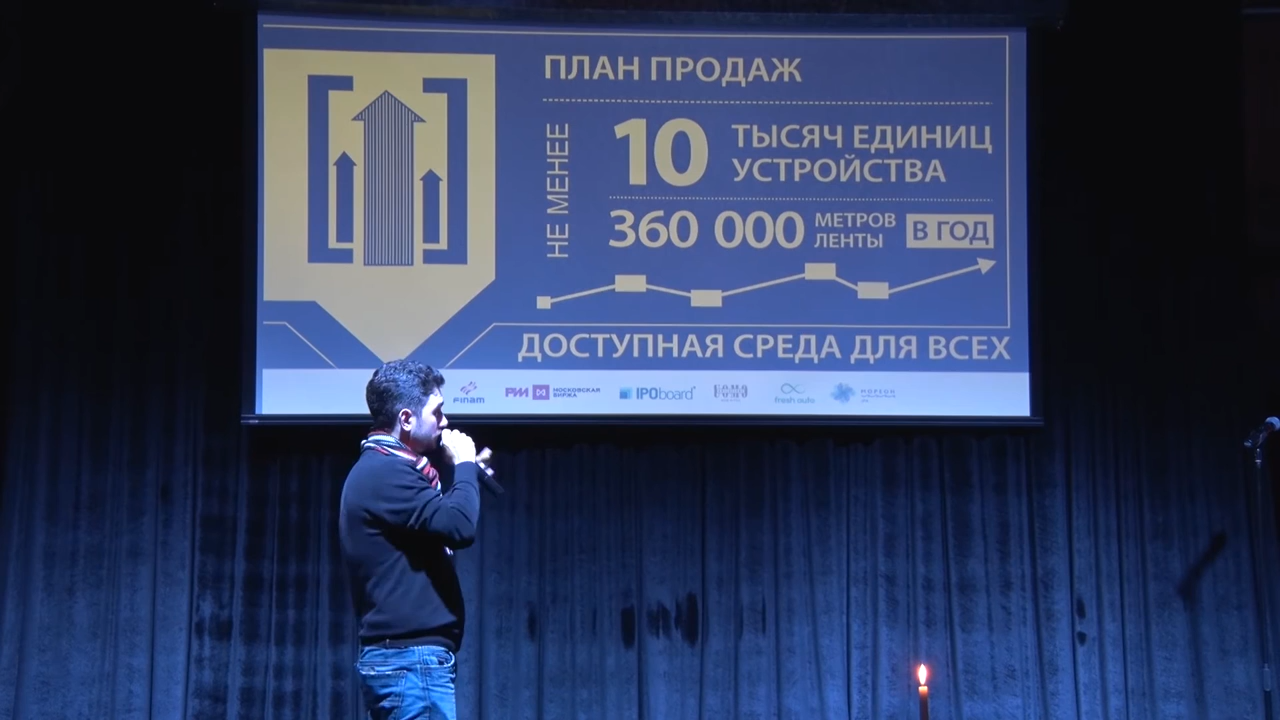 ПЛАН ПРОДАЖ
НЕ МЕНЕЕ
10 ТЫСЯЧ ЕДИНИЦ
УСТРОЙСТВА
360 000 МЕТРОВ
ЛЕНТЫ
В ГОД
ДОСТУПНАЯ СРЕДА ДЛЯ ВСЕХ
FINAM
РИИ
МОСКОВСКАЯ
БИРЖА
IPOboard
fresh auto